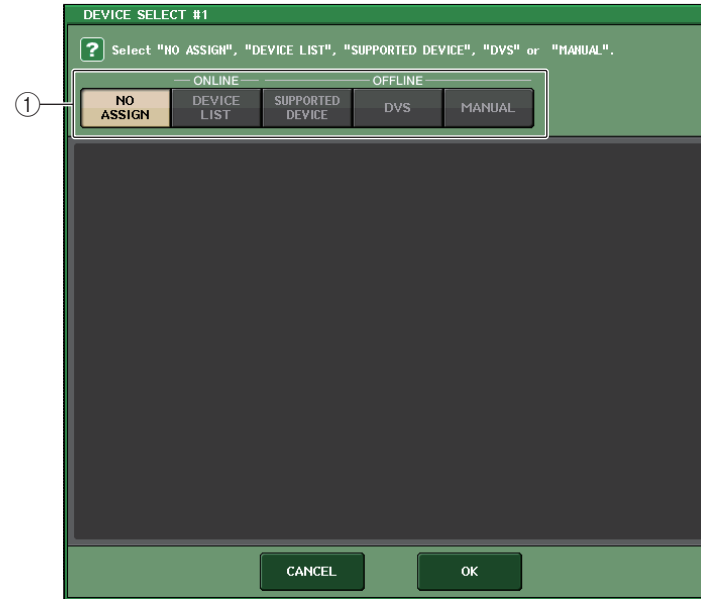 DEVICE SELECT #1
? Select "NO ASSIGN", "DEVICE LIST", "SUPPORTED DEVICE", "DVS" or "MANUAL".
ONLINE OFFLINE
1
NO ASSIGN
DEVICE LIST
SUPPORTED DEVICE
DVS
MANUAL
CANCEL OK